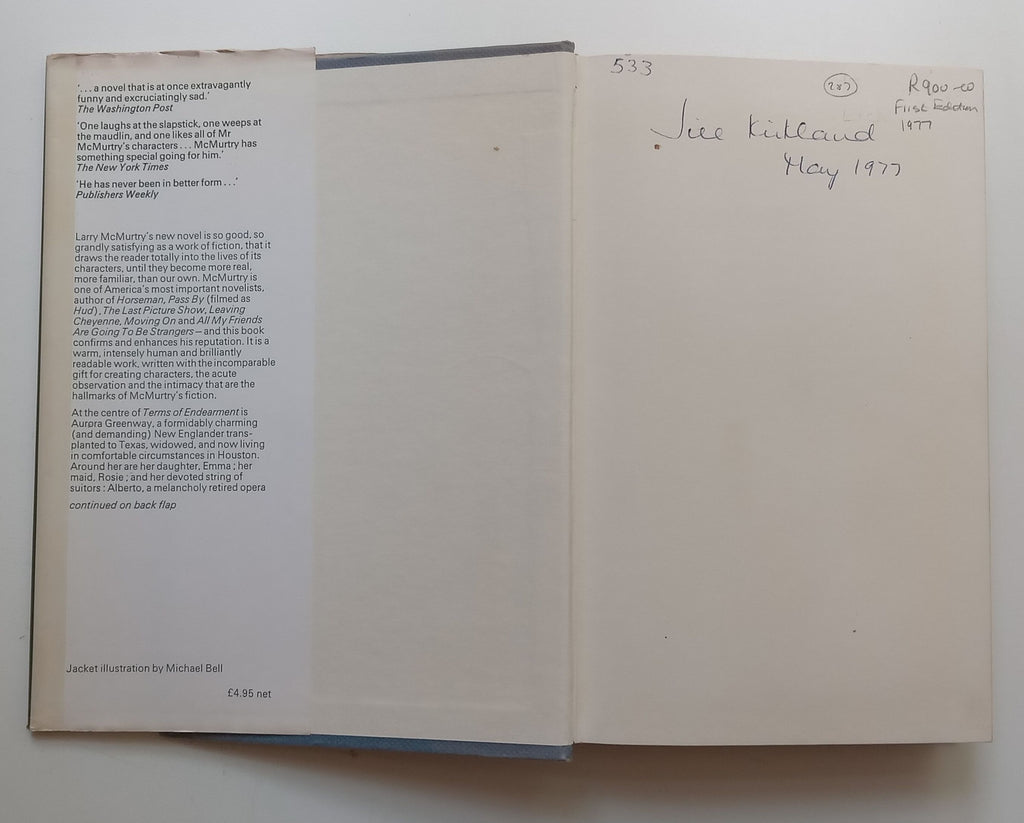 '. . . a novel that is at once extravagantly
funny and excruciatingly sad.'
The Washington Post
'One laughs at the slapstick, one weeps at
the maudlin, and one likes all of Mr
McMurtry's characters . . . McMurtry has
something special going for him.'
The New York Times
'He has never been in better form . . .'
Publishers Weekly
Larry McMurtry's new novel is so good, so
grandly satisfying as a work of fiction, that it
draws the reader totally into the lives of its
characters, until they become more real,
more familiar, than our own. McMurtry is
one of America's most important novelists,
author of Horseman, Pass By (filmed as
Hud), The Last Picture Show, Leaving
Cheyenne, Moving On and All My Friends
Are Going To Be Strangers – and this book
confirms and enhances his reputation. It is a
warm, intensely human and brilliantly
readable work, written with the incomparable
gift for creating characters, the acute
observation and the intimacy that are the
hallmarks of McMurtry's fiction.
At the centre of Terms of Endearment is
Aurora Greenway, a formidably charming
(and demanding) New Englander trans-
planted to Texas, widowed, and now living
in comfortable circumstances in Houston.
Around her are her daughter, Emma ; her
maid, Rosie ; and her devoted string of
suitors : Alberto, a melancholy retired opera
continued on back flap
Jacket illustration by Michael Bell
£4.95 net
533
R900-00
First Edition
1977
Jill Kirkland
May 1977